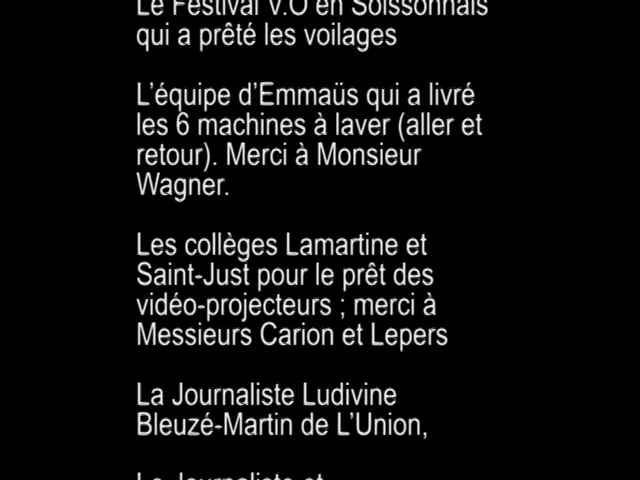 Le Festival V.O en Soissonnais
qui a prêté les voilages
L'équipe d'Emmaüs qui a livré
les 6 machines à laver (aller et
retour). Merci à Monsieur
Wagner.
Les collèges Lamartine et
Saint-Just pour le prêt des
vidéo-projecteurs ; merci à
Messieurs Carion et Lepers
La Journaliste Ludivine
Bleuzé-Martin de L'Union,
Le Journaliste et